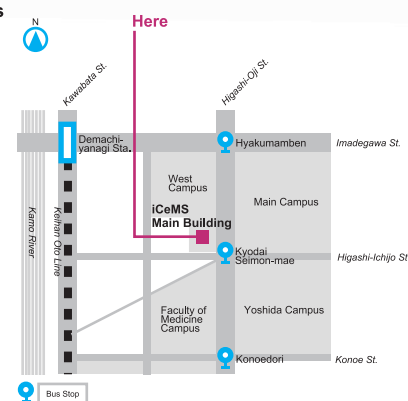 s
N
Here
Kawabata St.
Higashi-Oji St.
Demachi-
yanagi Sta.
Hyakumamben
Imadegawa St.
West
Campus
Main Campus
iCeMS
Main Building
Kamo River
Keihan Oto Line
Kyodai
Seimon-mae
Higashi-Ichijo St
Faculty of
Medicine
Campus
Yoshida Campus
Konoedori
Konoe St.
Bus Stop